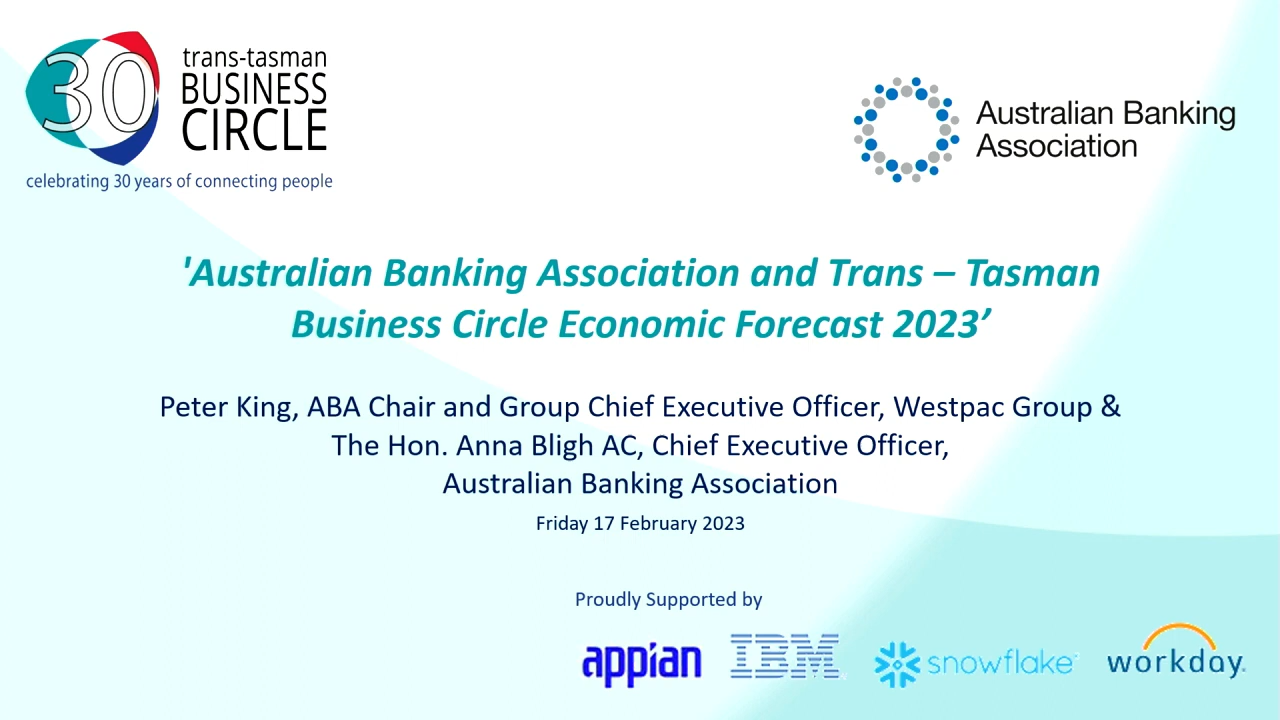 30
trans-tasman
BUSINESS
CIRCLE
celebrating 30 years of connecting people
Australian Banking
Association
'Australian Banking Association and Trans – Tasman
Business Circle Economic Forecast 2023’
Peter King, ABA Chair and Group Chief Executive Officer, Westpac Group &
The Hon. Anna Bligh AC, Chief Executive Officer,
Australian Banking Association
Friday 17 February 2023
Proudly Supported by
appian
IBM
snowflake
workday.